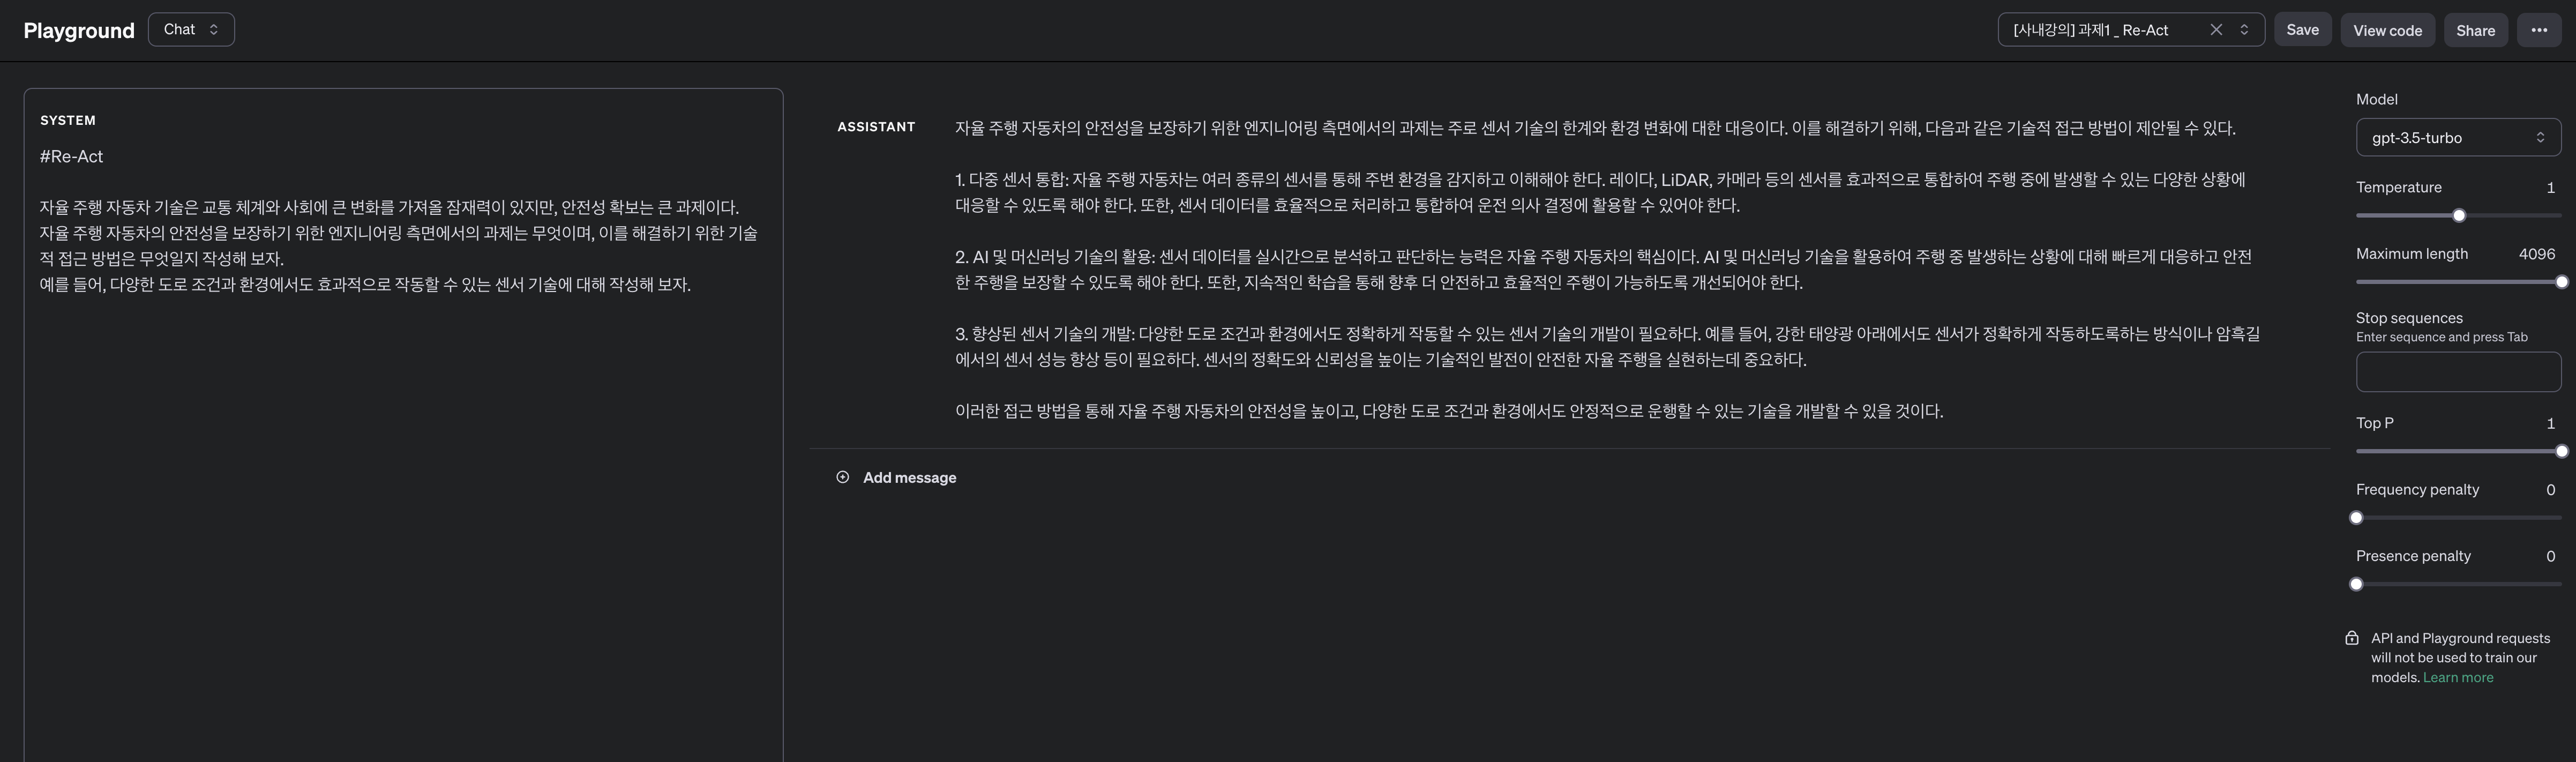 Playground
Chat
[사내강의] 과제1 _ Re-Act
Save
View code
Share
SYSTEM
#Re-Act
자율 주행 자동차 기술은 교통 체계와 사회에 큰 변화를 가져올 잠재력이 있지만, 안전성 확보는 큰 과제이다.
자율 주행 자동차의 안전성을 보장하기 위한 엔지니어링 측면에서의 과제는 무엇이며, 이를 해결하기 위한 기술
적 접근 방법은 무엇일지 작성해 보자.
예를 들어, 다양한 도로 조건과 환경에서도 효과적으로 작동할 수 있는 센서 기술에 대해 작성해 보자.
ASSISTANT
자율 주행 자동차의 안전성을 보장하기 위한 엔지니어링 측면에서의 과제는 주로 센서 기술의 한계와 환경 변화에 대한 대응이다. 이를 해결하기 위해, 다음과 같은 기술적 접근 방법이 제안될 수 있다.
1. 다중 센서 통합: 자율 주행 자동차는 여러 종류의 센서를 통해 주변 환경을 감지하고 이해해야 한다. 레이다, LiDAR, 카메라 등의 센서를 효과적으로 통합하여 주행 중에 발생할 수 있는 다양한 상황에
대응할 수 있도록 해야 한다. 또한, 센서 데이터를 효율적으로 처리하고 통합하여 운전 의사 결정에 활용할 수 있어야 한다.
2. AI 및 머신러닝 기술의 활용: 센서 데이터를 실시간으로 분석하고 판단하는 능력은 자율 주행 자동차의 핵심이다. AI 및 머신러닝 기술을 활용하여 주행 중 발생하는 상황에 대해 빠르게 대응하고 안전
한 주행을 보장할 수 있도록 해야 한다. 또한, 지속적인 학습을 통해 향후 더 안전하고 효율적인 주행이 가능하도록 개선되어야 한다.
3. 향상된 센서 기술의 개발: 다양한 도로 조건과 환경에서도 정확하게 작동할 수 있는 센서 기술의 개발이 필요하다. 예를 들어, 강한 태양광 아래에서도 센서가 정확하게 작동하도록하는 방식이나 암흑길
에서의 센서 성능 향상 등이 필요하다. 센서의 정확도와 신뢰성을 높이는 기술적인 발전이 안전한 자율 주행을 실현하는데 중요하다.
이러한 접근 방법을 통해 자율 주행 자동차의 안전성을 높이고, 다양한 도로 조건과 환경에서도 안정적으로 운행할 수 있는 기술을 개발할 수 있을 것이다.
Add message
Model
gpt-3.5-turbo
Temperature 1
Maximum length 4096
Stop sequences
Enter sequence and press Tab
Top P 1
Frequency penalty 0
Presence penalty 0
API and Playground requests
will not be used to train our
models. Learn more